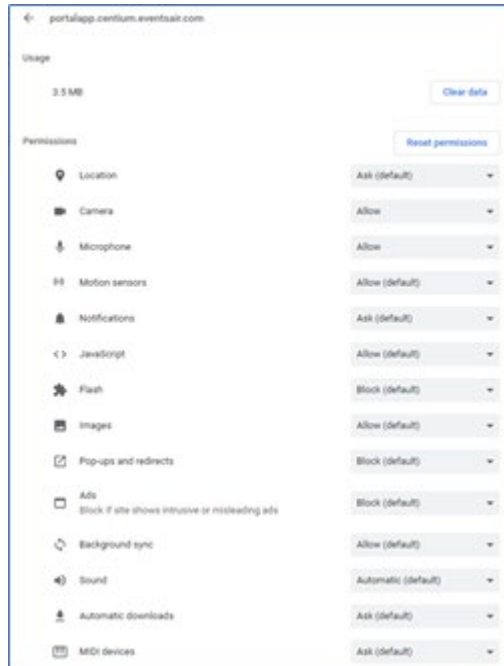 portalapp.centium.eventsair.com
Usage
3.5 MB Clear data
Permissions Reset permissions
Location Ask (default)
Camera Allow
Microphone Allow
Motion sensors Allow (default)
Notifications Ask (default)
JavaScript Allow (default)
Flash Block (default)
Images Allow (default)
Pop-ups and redirects Block (default)
Ads Block (default)
Block if site shows intrusive or misleading ads
Background sync Allow (default)
Sound Automatic (default)
Automatic downloads Ask (default)
MIDI devices Ask (default)